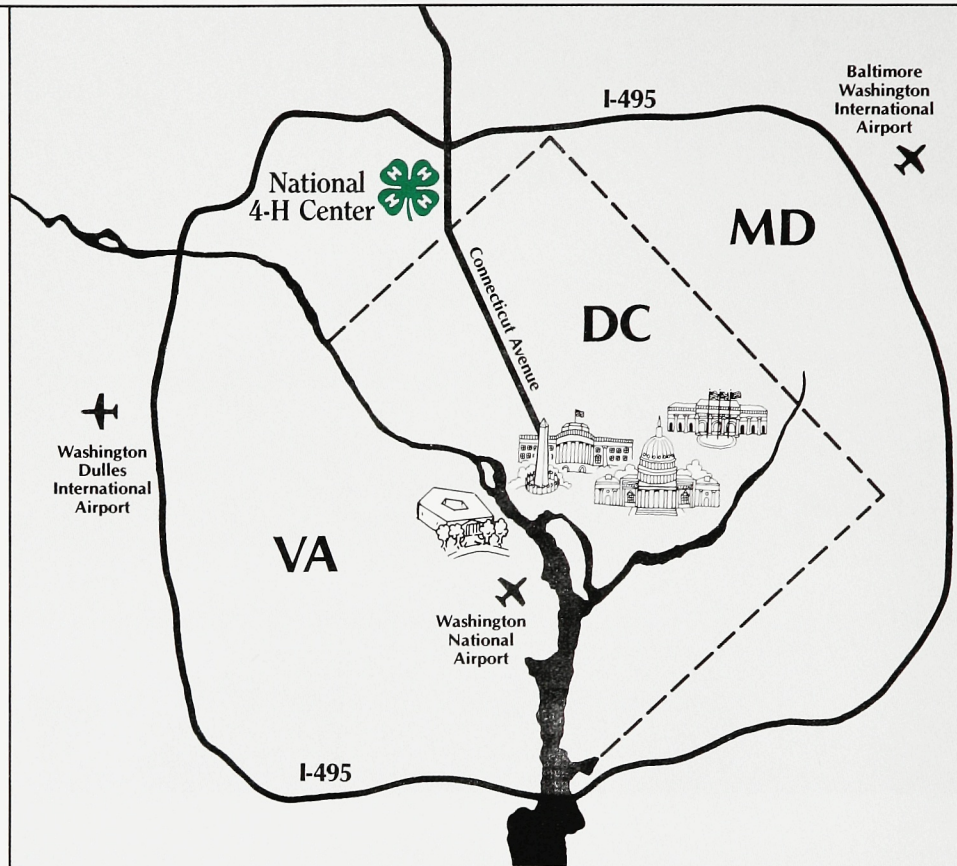 I-495
Baltimore
Washington
International
Airport
National
4-H Center
H H
H H
MD
DC
Connecticut Avenue
Washington
Dulles
International
Airport
VA
Washington
National
Airport
I-495